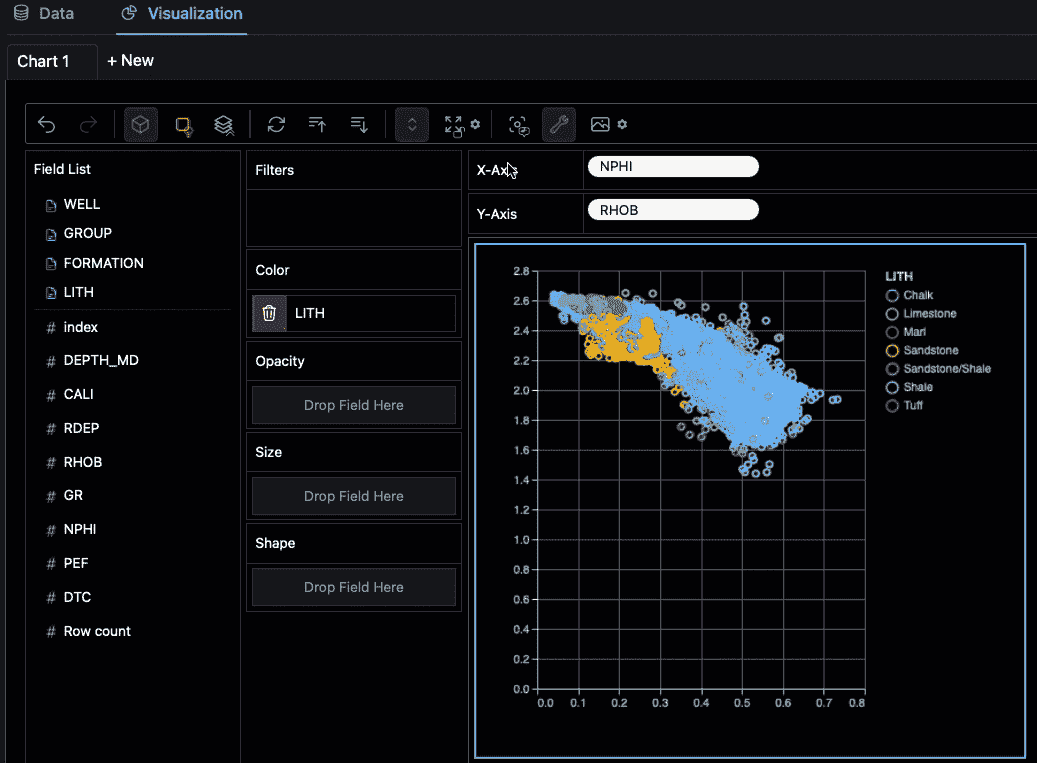 Data Visualization
Chart 1 + New
Field List
WELL
GROUP
FORMATION
LITH
# index
# DEPTH_MD
# CALI
# RDEP
# RHOB
# GR
# NPHI
# PEF
# DTC
# Row count
Filters
Color
LITH
Opacity
Drop Field Here
Size
Drop Field Here
Shape
Drop Field Here
X-Axis NPHI
Y-Axis RHOB
2.8
2.6
2.4
2.2
2.0
1.8
1.6
1.4
1.2
1.0
0.8
0.6
0.4
0.2
0.0
0.0 0.1 0.2 0.3 0.4 0.5 0.6 0.7 0.8
LITH
Chalk
Limestone
Marl
Sandstone
Sandstone/Shale
Shale
Tuff